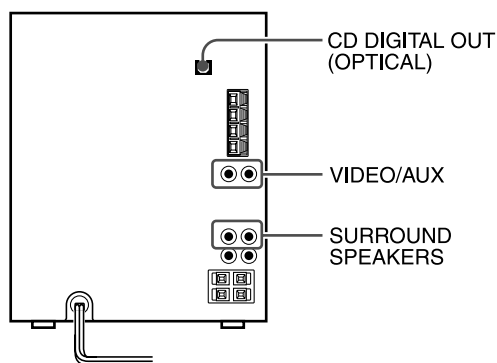 CD DIGITAL OUT
(OPTICAL)
VIDEO/AUX
SURROUND
SPEAKERS